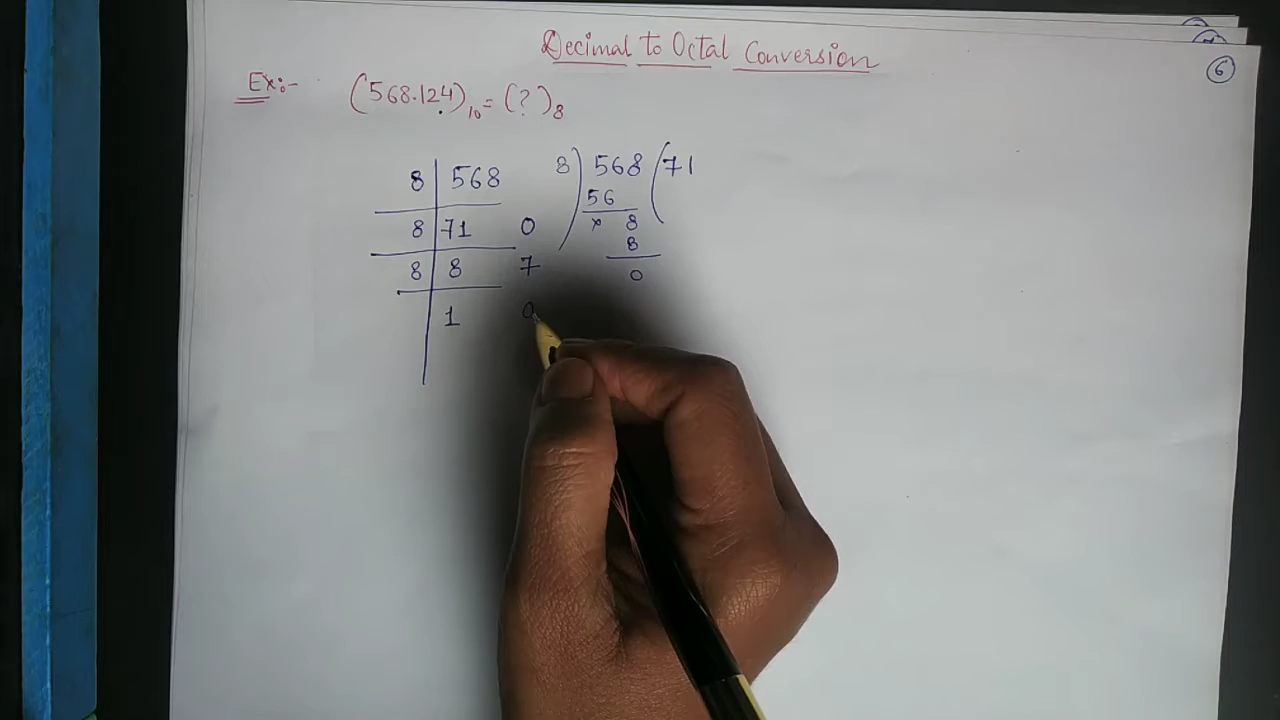 Decimal to Octal Conversion
6
Ex:- (568.124)10 = (?)8
8 568
8 71 0
8 8 7
1 0
8) 568 (71
56
× 8
8
0